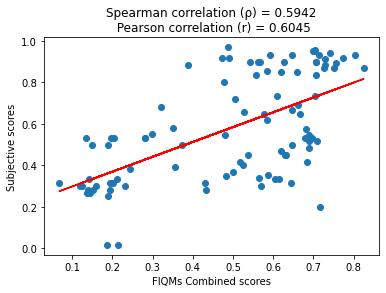 Spearman correlation (ρ) = 0.5942
Pearson correlation (r) = 0.6045
1.0
0.8
0.6
0.4
0.2
0.0
Subjective scores
0.1 0.2 0.3 0.4 0.5 0.6 0.7 0.8
FIQMs Combined scores